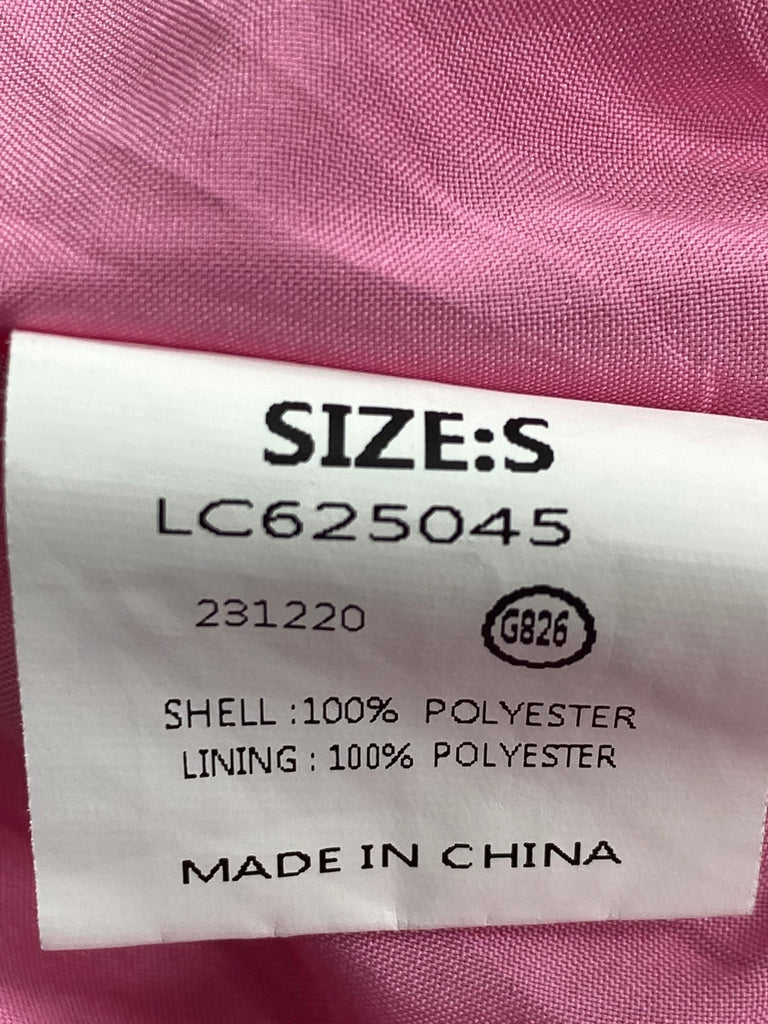 SIZE:S
LC625045
231220 G826
SHELL :100% POLYESTER
LINING : 100% POLYESTER
MADE IN CHINA